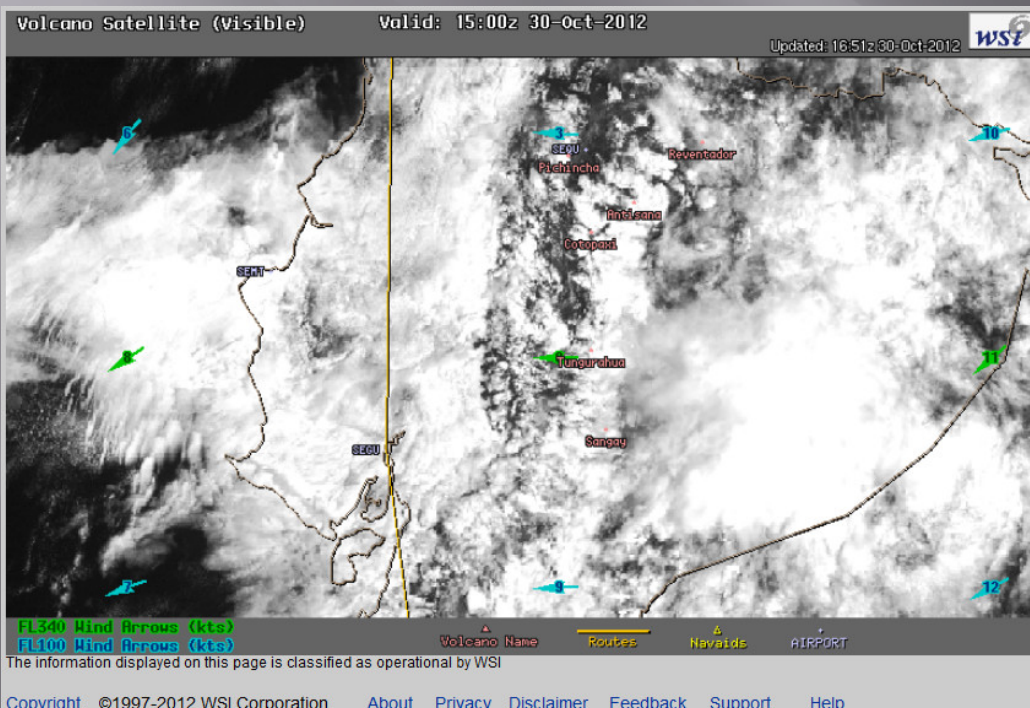 Volcano Satellite (Visible) Valid: 15:00z 30-Oct-2012
Updated: 16:51z 30-Oct-2012 WSI
6 3 10
SEQU
Pichincha Reventador
Antisana
Cotopaxi
SEMT
8 Tungurahua 11
Sangay
SEGU
7 9 12
FL340 Wind Arrows (kts)
FL100 Wind Arrows (kts)
Volcano Name Routes Navaids AIRPORT
The information displayed on this page is classified as operational by WSI
Copyright ©1997-2012 WSI Corporation About Privacy Disclaimer Feedback Support Help